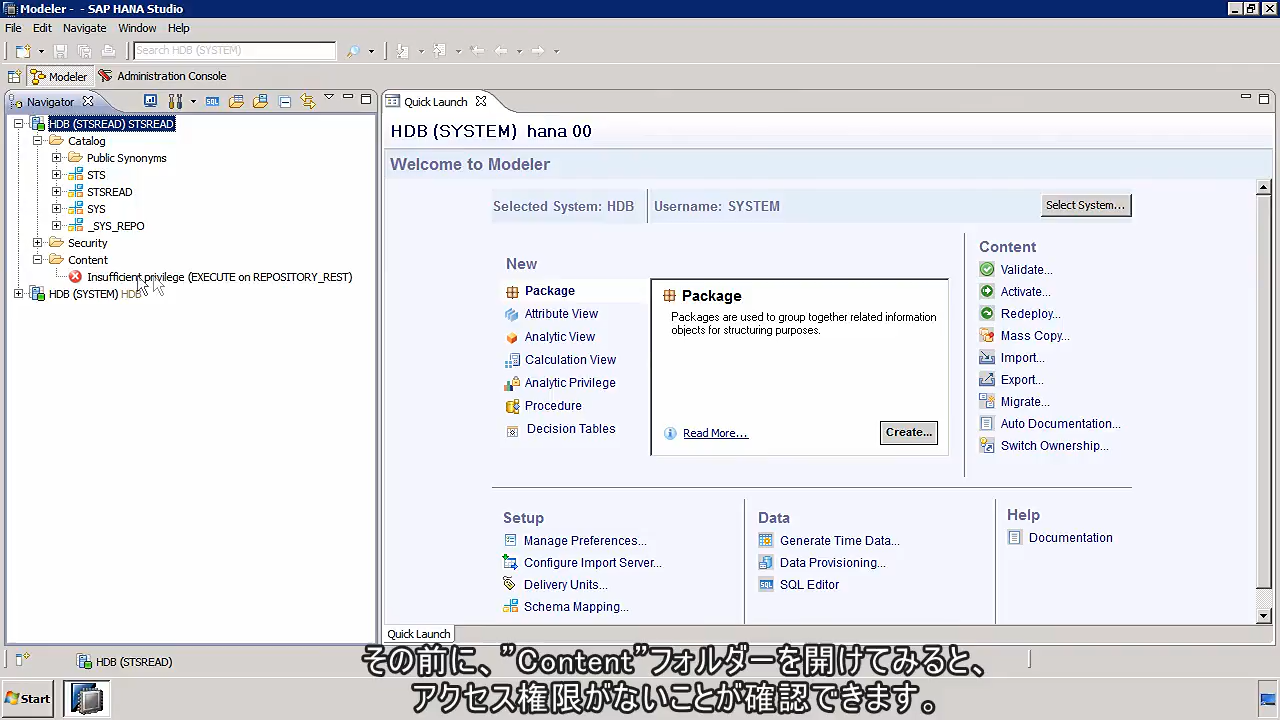 Modeler - - SAP HANA Studio
File Edit Navigate Window Help
Search HDB (SYSTEM)
Modeler Administration Console
Navigator
HDB (STSREAD) STSREAD
Catalog
Public Synonyms
STS
STSREAD
SYS
_SYS_REPO
Security
Content
Insufficient privilege (EXECUTE on REPOSITORY_REST)
HDB (SYSTEM) HDB
Quick Launch
HDB (SYSTEM) hana 00
Welcome to Modeler
Selected System: HDB Username: SYSTEM Select System...
New
Package
Attribute View
Analytic View
Calculation View
Analytic Privilege
Procedure
Decision Tables
Package
Packages are used to group together related information
objects for structuring purposes.
Read More... Create...
Content
Validate...
Activate...
Redeploy...
Mass Copy...
Import...
Export...
Migrate...
Auto Documentation...
Switch Ownership...
Setup
Manage Preferences...
Configure Import Server...
Delivery Units...
Schema Mapping...
Data
Generate Time Data...
Data Provisioning...
SQL Editor
Help
Documentation
Quick Launch
HDB (STSREAD)
その前に、”Content”フォルダーを開けてみると、
アクセス権限がないことが確認できます。
Start